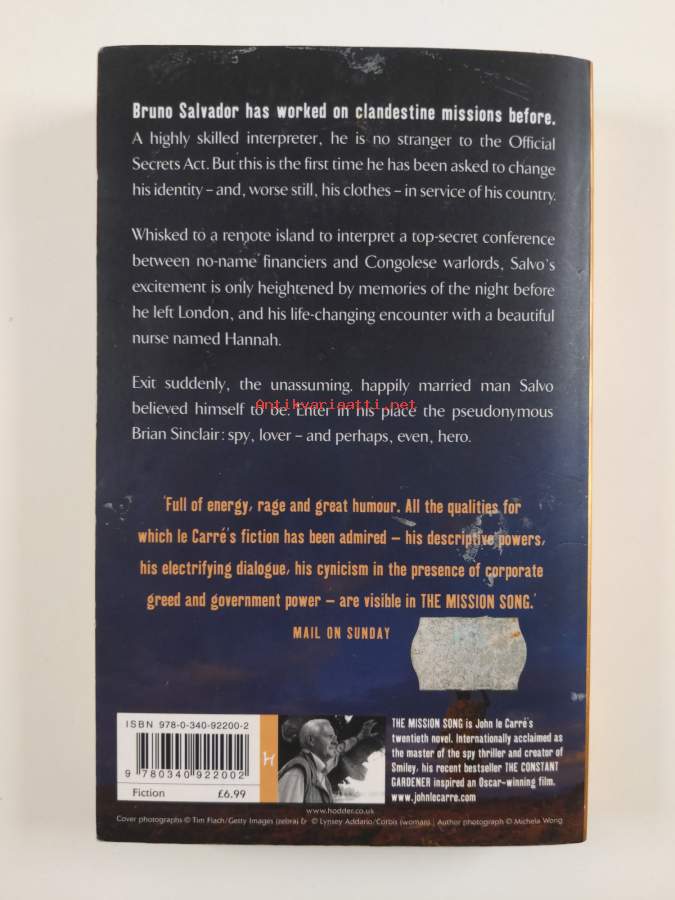 Bruno Salvador has worked on clandestine missions before.
A highly skilled interpreter, he is no stranger to the Official
Secrets Act. But this is the first time he has been asked to change
his identity – and, worse still, his clothes – in service of his country.
Whisked to a remote island to interpret a top-secret conference
between no-name financiers and Congolese warlords, Salvo's
excitement is only heightened by memories of the night before
he left London, and his life-changing encounter with a beautiful
nurse named Hannah.
Exit suddenly, the unassuming, happily married man Salvo
Antikvariaatti.net
believed himself to be. Enter in his place the pseudonymous
Brian Sinclair: spy, lover – and perhaps, even, hero.
'Full of energy, rage and great humour. All the qualities for
which le Carré's fiction has been admired – his descriptive powers,
his electrifying dialogue, his cynicism in the presence of corporate
greed and government power – are visible in THE MISSION SONG.'
MAIL ON SUNDAY
ISBN 978-0-340-92200-2
9 780340 922002
Fiction £6.99
H
THE MISSION SONG is John le Carré's
twentieth novel. Internationally acclaimed as
the master of the spy thriller and creator of
Smiley, his recent bestseller THE CONSTANT
GARDENER inspired an Oscar-winning film.
www.johnlecarre.com
www.hodder.co.uk
Cover photographs © Tim Flach/Getty Images (zebra) & © Lynsey Addario/Corbis (woman) | Author photograph © Michela Wong